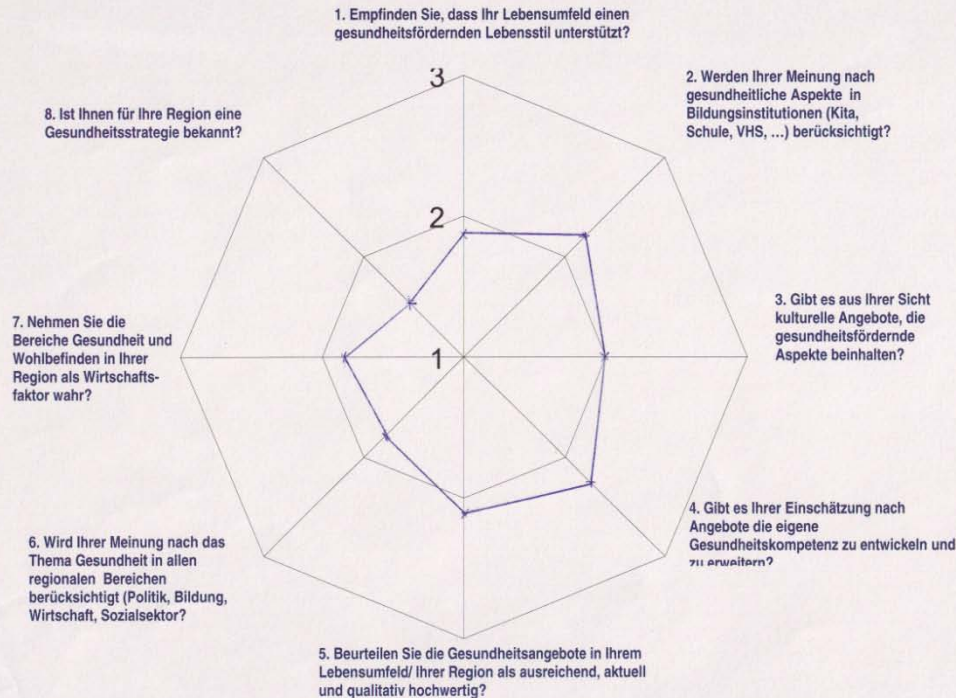 1. Empfinden Sie, dass Ihr Lebensumfeld einen
gesundheitsfördernden Lebensstil unterstützt?
3
2. Werden Ihrer Meinung nach
gesundheitliche Aspekte in
Bildungsinstitutionen (Kita,
Schule, VHS, ...) berücksichtigt?
8. Ist Ihnen für Ihre Region eine
Gesundheitsstrategie bekannt?
2
3. Gibt es aus Ihrer Sicht
kulturelle Angebote, die
gesundheitsfördernde
Aspekte beinhalten?
7. Nehmen Sie die
Bereiche Gesundheit und
Wohlbefinden in Ihrer
Region als Wirtschafts-
faktor wahr?
1
4. Gibt es Ihrer Einschätzung nach
Angebote die eigene
Gesundheitskompetenz zu entwickeln und
zu erweitern?
6. Wird Ihrer Meinung nach das
Thema Gesundheit in allen
regionalen Bereichen
berücksichtigt (Politik, Bildung,
Wirtschaft, Sozialsektor?
5. Beurteilen Sie die Gesundheitsangebote in Ihrem
Lebensumfeld/ Ihrer Region als ausreichend, aktuell
und qualitativ hochwertig?